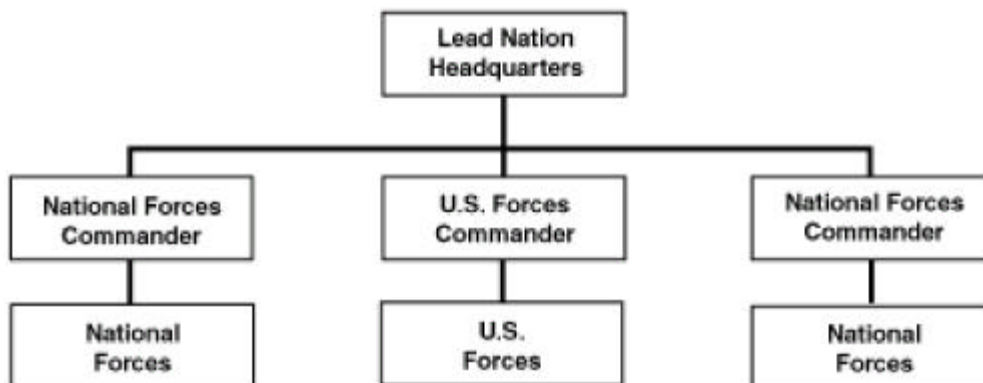 Lead Nation
Headquarters
National Forces
Commander
U.S. Forces
Commander
National Forces
Commander
National
Forces
U.S.
Forces
National
Forces